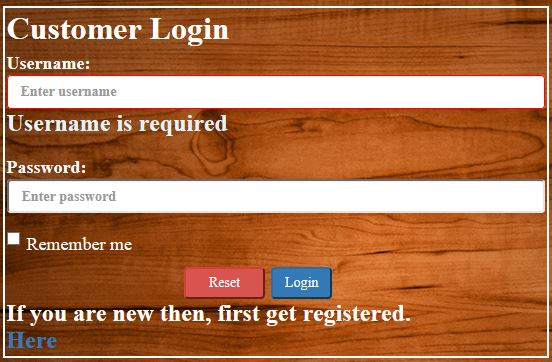 Customer Login
Username:
Enter username
Username is required
Password:
Enter password
Remember me
Reset Login
If you are new then, first get registered.
Here